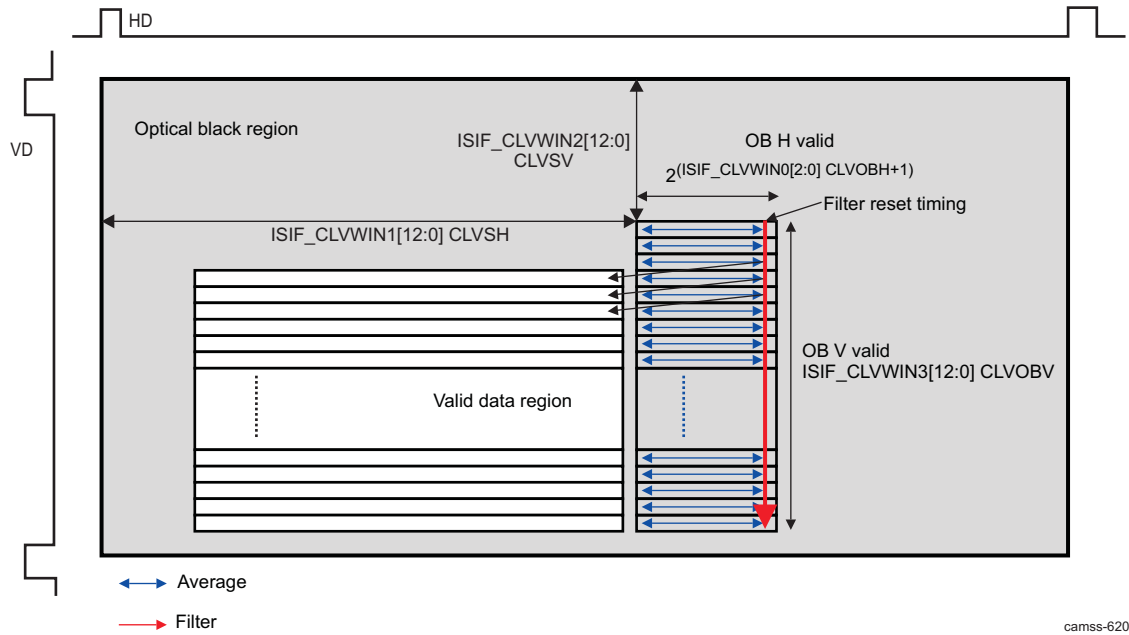 HD
VD
Optical black region
ISIF_CLVWIN2[12:0]
CLVSV
OB H valid
2(ISIF_CLVWIN0[2:0] CLVOBH+1)
Filter reset timing
ISIF_CLVWIN1[12:0] CLVSH
OB V valid
ISIF_CLVWIN3[12:0] CLVOBV
Valid data region
Average
Filter
camss-620